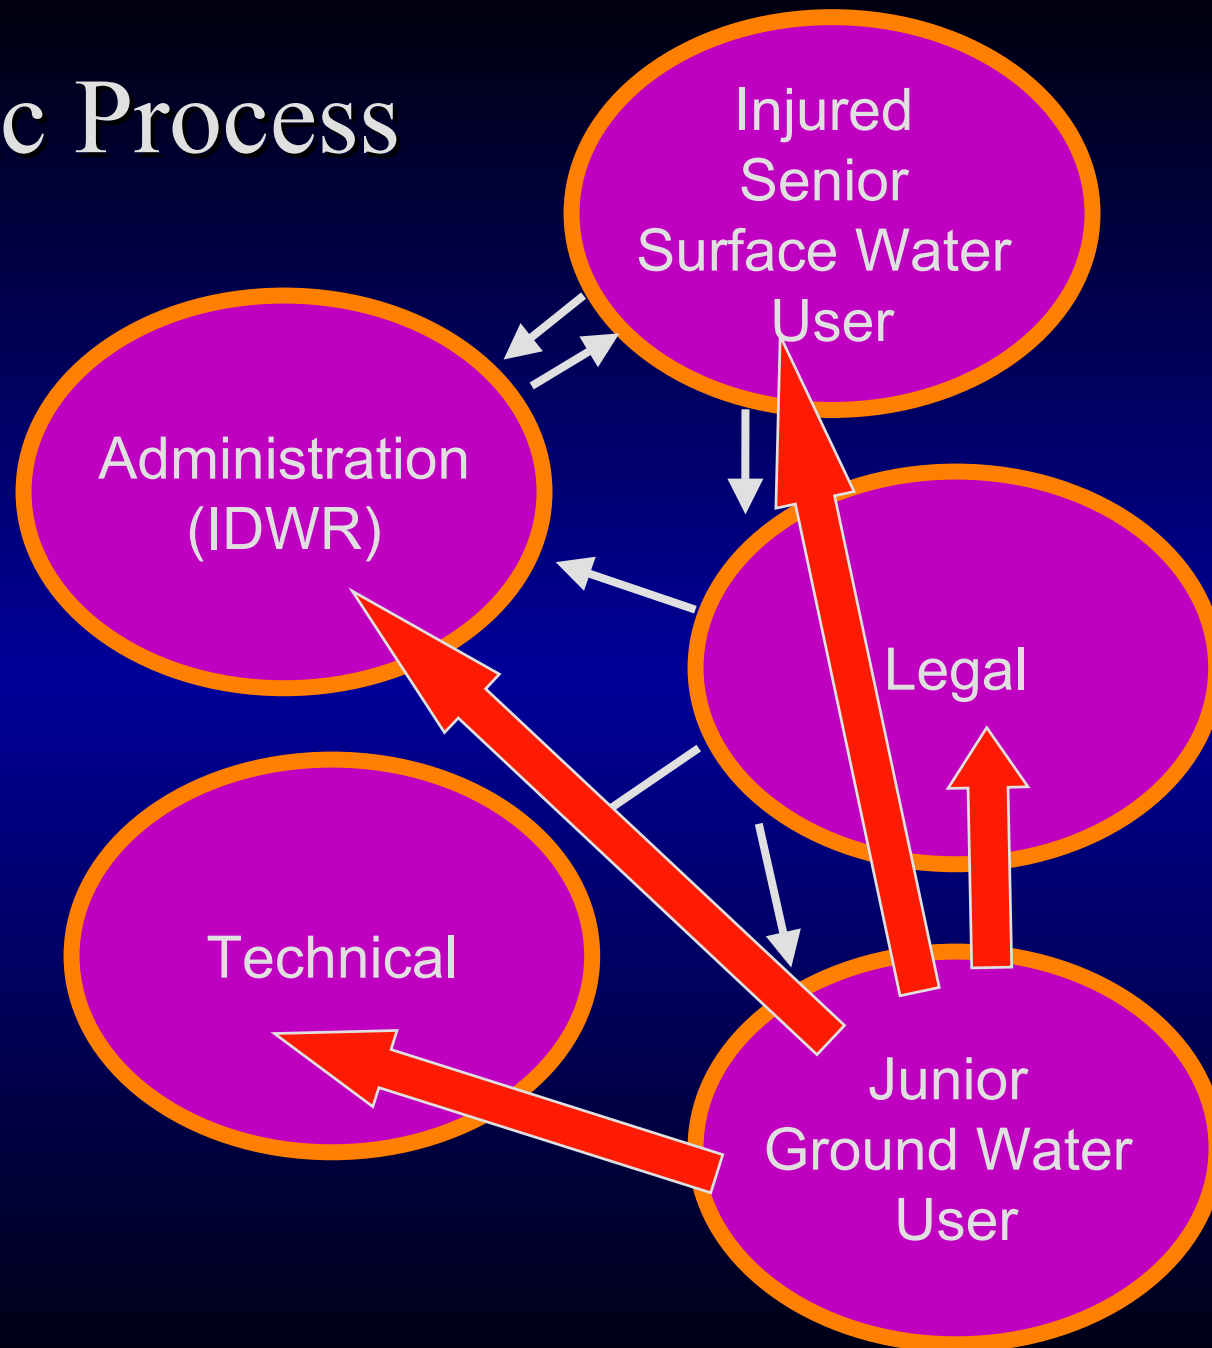 c Process
Injured
Senior
Surface Water
User
Administration
(IDWR)
Legal
Technical
Junior
Ground Water
User